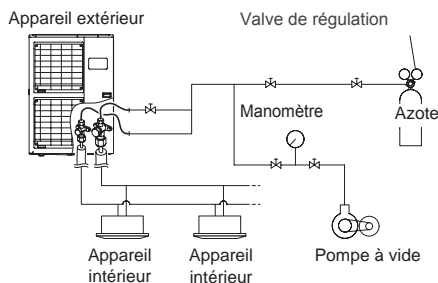 Appareil extérieur
Valve de régulation
Manomètre
Azote
Appareil
intérieur
Appareil
intérieur
Pompe à vide